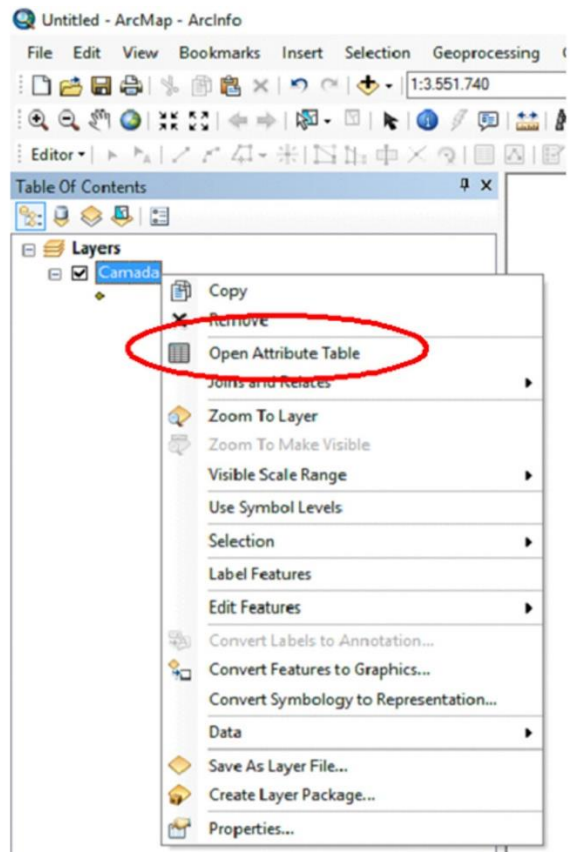 Untitled - ArcMap - ArcInfo
File Edit View Bookmarks Insert Selection Geoprocessing
1:3.551.740
Editor
Table Of Contents
Layers
Camada
Copy
Remove
Open Attribute Table
Joins and Relates
Zoom To Layer
Zoom To Make Visible
Visible Scale Range
Use Symbol Levels
Selection
Label Features
Edit Features
Convert Labels to Annotation...
Convert Features to Graphics...
Convert Symbology to Representation...
Data
Save As Layer File...
Create Layer Package...
Properties...